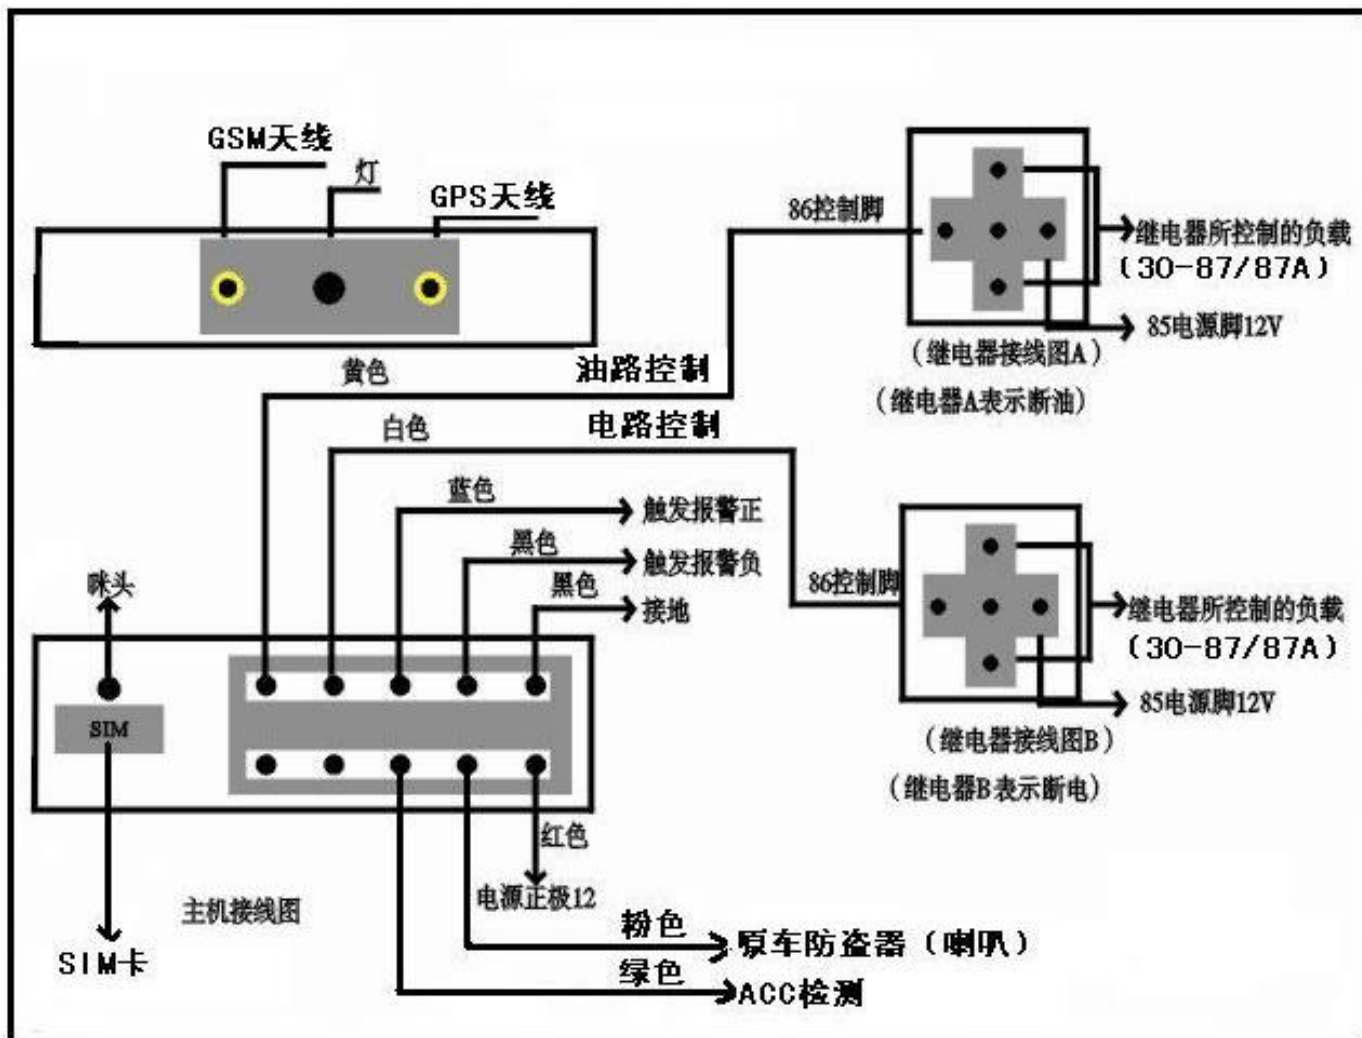 GSM天线
灯
GPS天线
86控制脚
继电器所控制的负载
(30-87/87A)
85电源脚12V
(继电器接线图A)
(继电器A表示断油)
黄色
油路控制
白色
电路控制
蓝色
触发报警正
黑色
触发报警负
黑色
接地
咪头
SIM
86控制脚
继电器所控制的负载
(30-87/87A)
85电源脚12V
(继电器接线图B)
(继电器B表示断电)
红色
电源正极12
主机接线图
粉色
原车防盗器(喇叭)
SIM卡
绿色
ACC检测